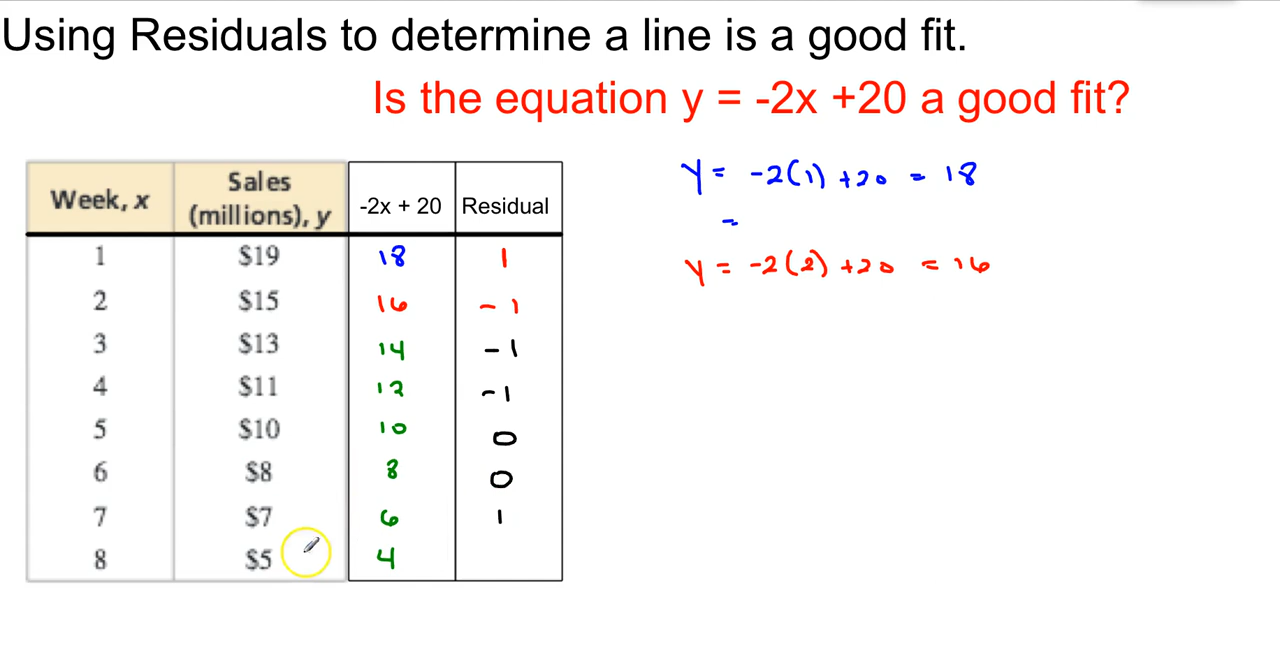 Using Residuals to determine a line is a good fit.
Is the equation y = -2x +20 a good fit?
Week, x Sales (millions), y -2x + 20 Residual
1 $19 18 1
2 $15 16 -1
3 $13 14 -1
4 $11 12 -1
5 $10 10 0
6 $8 8 0
7 $7 6 1
8 $5 4
y = -2(1) +20 = 18
=
y = -2(2) +20 = 16